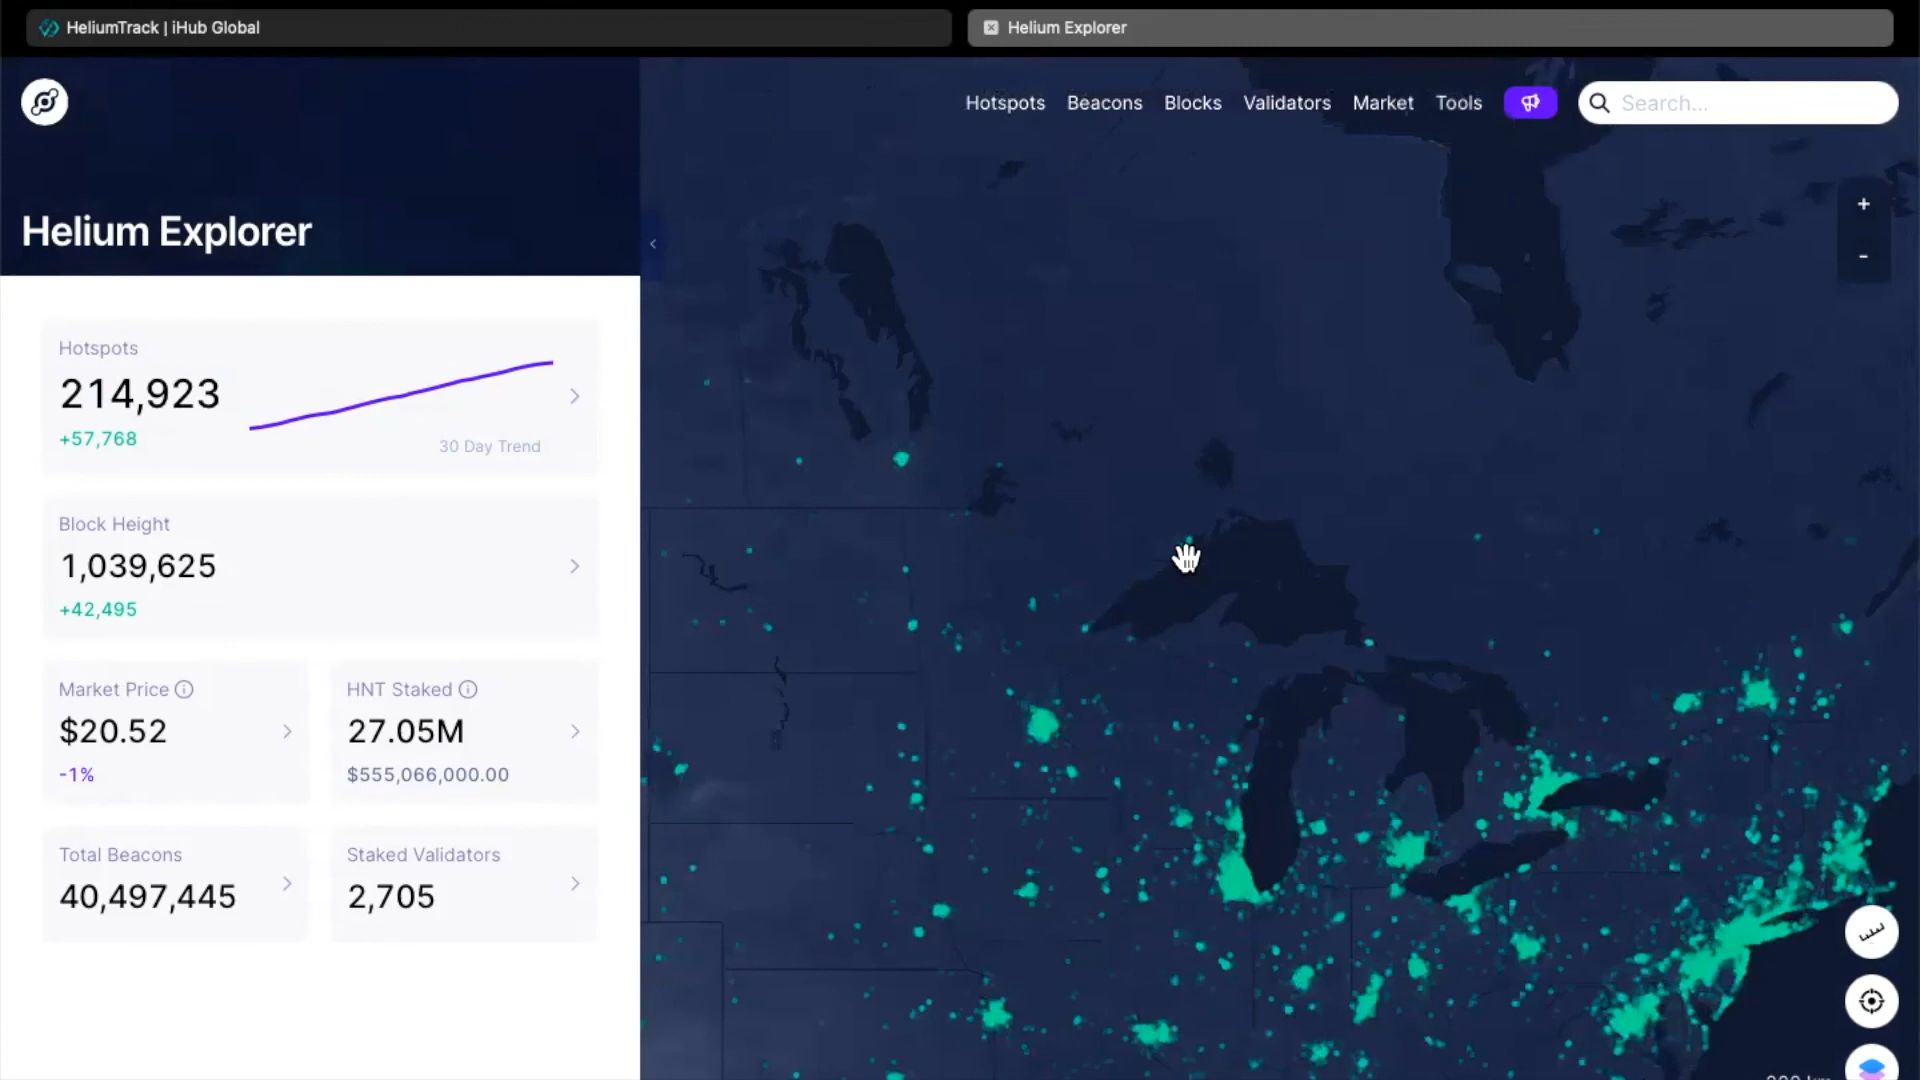 HeliumTrack | iHub Global
Helium Explorer
Hotspots
Beacons
Blocks
Validators
Market
Tools
Search...
Helium Explorer
Hotspots
214,923
+57,768
30 Day Trend
Block Height
1,039,625
+42,495
Market Price
$20.52
-1%
HNT Staked
27.05M
$555,066,000.00
Total Beacons
40,497,445
Staked Validators
2,705